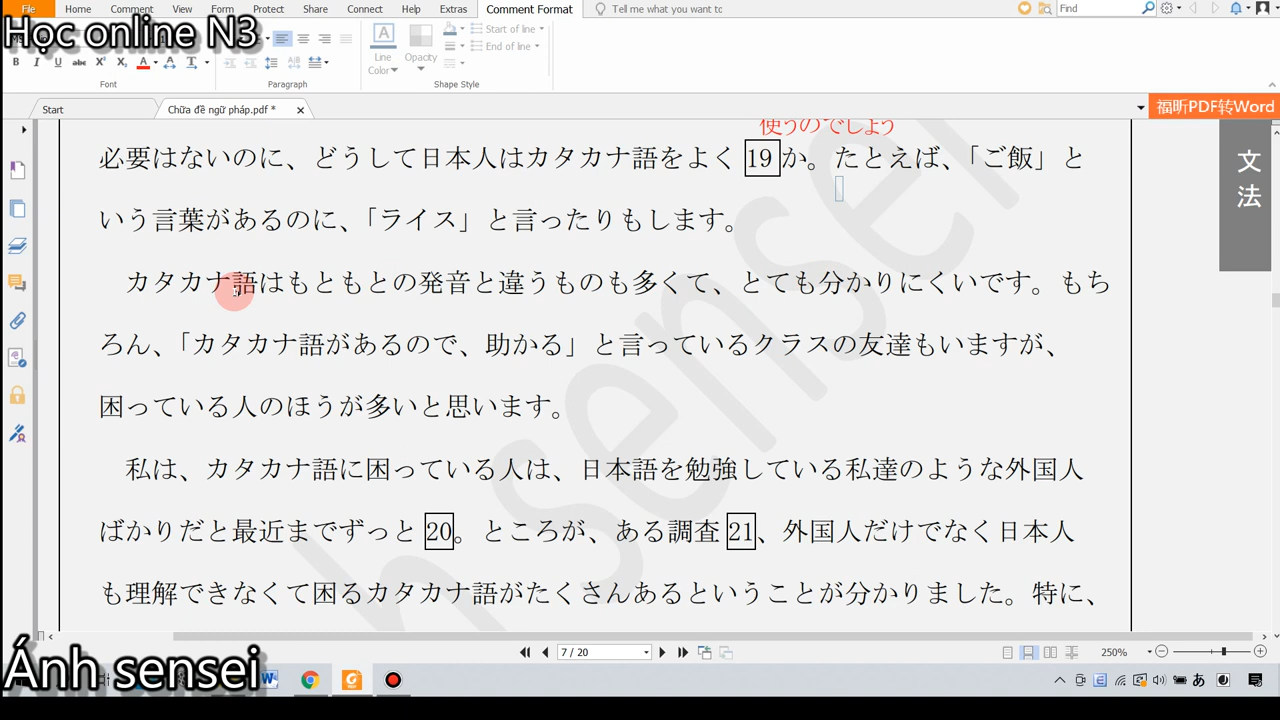 File Home Comment View Form Protect Share Connect Help Extras Comment Format Tell me what you want to Find
Học online N3
Line Color Opacity Start of line End of line
Font Paragraph Shape Style
Start Chữa đề ngữ pháp.pdf * 福昕PDF转Word
使うのでしょう
必要はないのに、どうして日本人はカタカナ語をよく 19 か。たとえば、「ご飯」と
いう言葉があるのに、「ライス」と言ったりもします。
カタカナ語はもともとの発音と違うものも多くて、とても分かりにくいです。もち
ろん、「カタカナ語があるので、助かる」と言っているクラスの友達もいますが、
困っている人のほうが多いと思います。
私は、カタカナ語に困っている人は、日本語を勉強している私達のような外国人
ばかりだと最近までずっと 20 。ところが、ある調査 21 、外国人だけでなく日本人
も理解できなくて困るカタカナ語がたくさんあるということが分かりました。特に、
文法
h sensei
7 / 20 250%
Ánh sensei